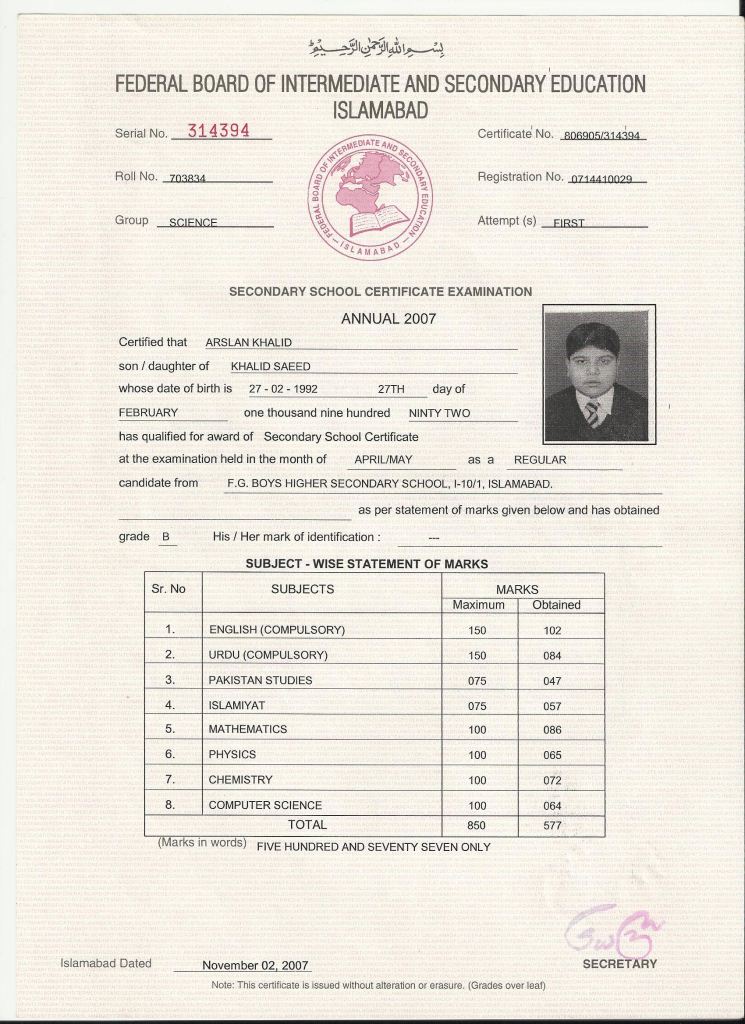 بسم الله الرحمن الرحيم
FEDERAL BOARD OF INTERMEDIATE AND SECONDARY EDUCATION
ISLAMABAD
Serial No. 314394
Certificate No. 806905/314394
Roll No. 703834
Registration No. 0714410029
Group SCIENCE
Attempt (s) FIRST
FEDERAL BOARD OF INTERMEDIATE AND SECONDARY EDUCATION
— ISLAMABAD —
SECONDARY SCHOOL CERTIFICATE EXAMINATION
ANNUAL 2007
Certified that ARSLAN KHALID
son / daughter of KHALID SAEED
whose date of birth is 27 - 02 - 1992 27TH day of
FEBRUARY one thousand nine hundred NINTY TWO
has qualified for award of Secondary School Certificate
at the examination held in the month of APRIL/MAY as a REGULAR
candidate from F.G. BOYS HIGHER SECONDARY SCHOOL, I-10/1, ISLAMABAD.
as per statement of marks given below and has obtained
grade B His / Her mark of identification : ---
SUBJECT - WISE STATEMENT OF MARKS
Sr. No SUBJECTS MARKS
Maximum Obtained
1. ENGLISH (COMPULSORY) 150 102
2. URDU (COMPULSORY) 150 084
3. PAKISTAN STUDIES 075 047
4. ISLAMIYAT 075 057
5. MATHEMATICS 100 086
6. PHYSICS 100 065
7. CHEMISTRY 100 072
8. COMPUTER SCIENCE 100 064
TOTAL 850 577
(Marks in words) FIVE HUNDRED AND SEVENTY SEVEN ONLY
Islamabad Dated November 02, 2007
SECRETARY
Note: This certificate is issued without alteration or erasure. (Grades over leaf)